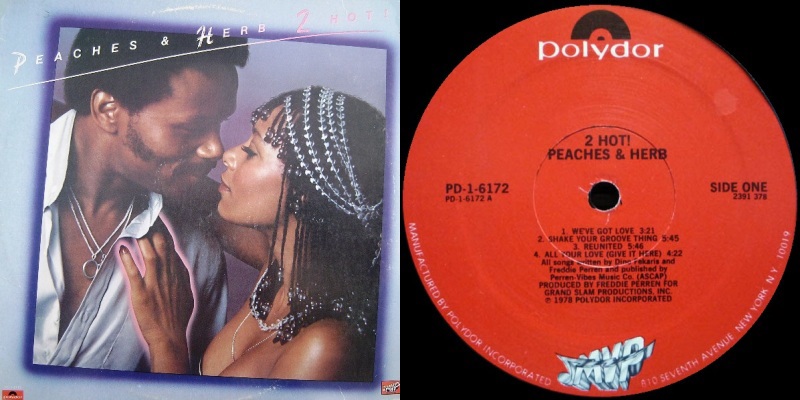 PEACHES & HERB 2 HOT!
polydor
2 HOT!
PEACHES & HERB
PD-1-6172
PD-1-6172 A
SIDE ONE
2391 378
1. WE'VE GOT LOVE 3:21
2. SHAKE YOUR GROOVE THING 5:45
3. REUNITED 5:46
4. ALL YOUR LOVE (GIVE IT HERE) 4:22
All songs written by Dino Fekaris and
Freddie Perren and published by
Perren-Vibes Music Co. (ASCAP)
PRODUCED BY FREDDIE PERREN FOR
GRAND SLAM PRODUCTIONS, INC.
℗ 1978 POLYDOR INCORPORATED
MANUFACTURED BY POLYDOR INCORPORATED 810 SEVENTH AVENUE, NEW YORK, N.Y. 10019
MVP